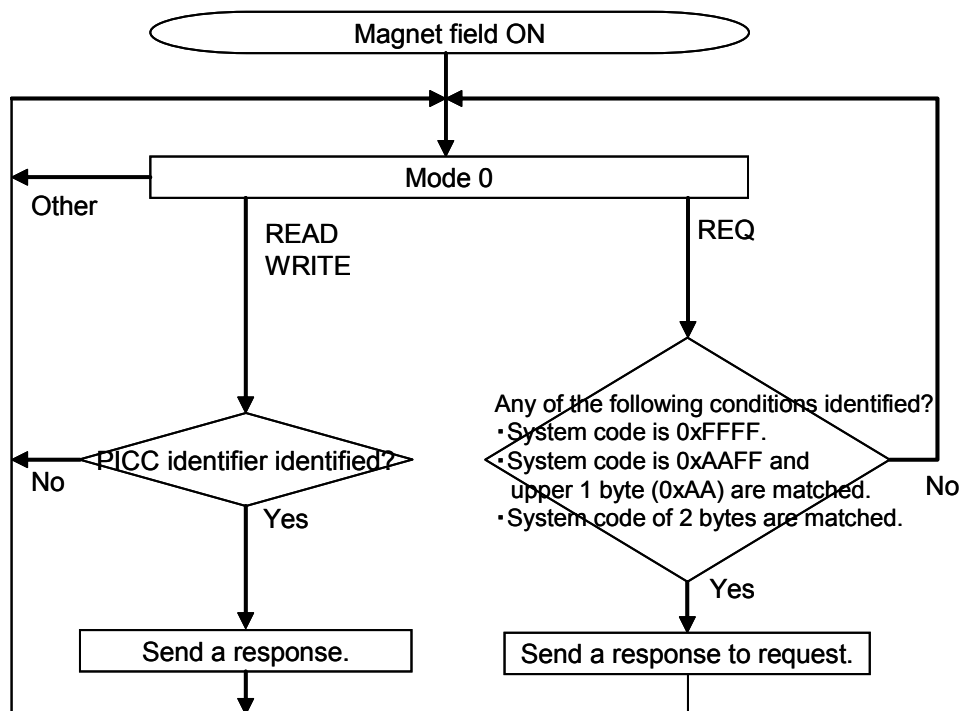 Magnet field ON
Mode 0
Other
READ
WRITE
REQ
Any of the following conditions identified?
・System code is 0xFFFF.
・System code is 0xAAFF and
upper 1 byte (0xAA) are matched.
・System code of 2 bytes are matched.
PICC identifier identified?
No
No
Yes
Yes
Send a response.
Send a response to request.